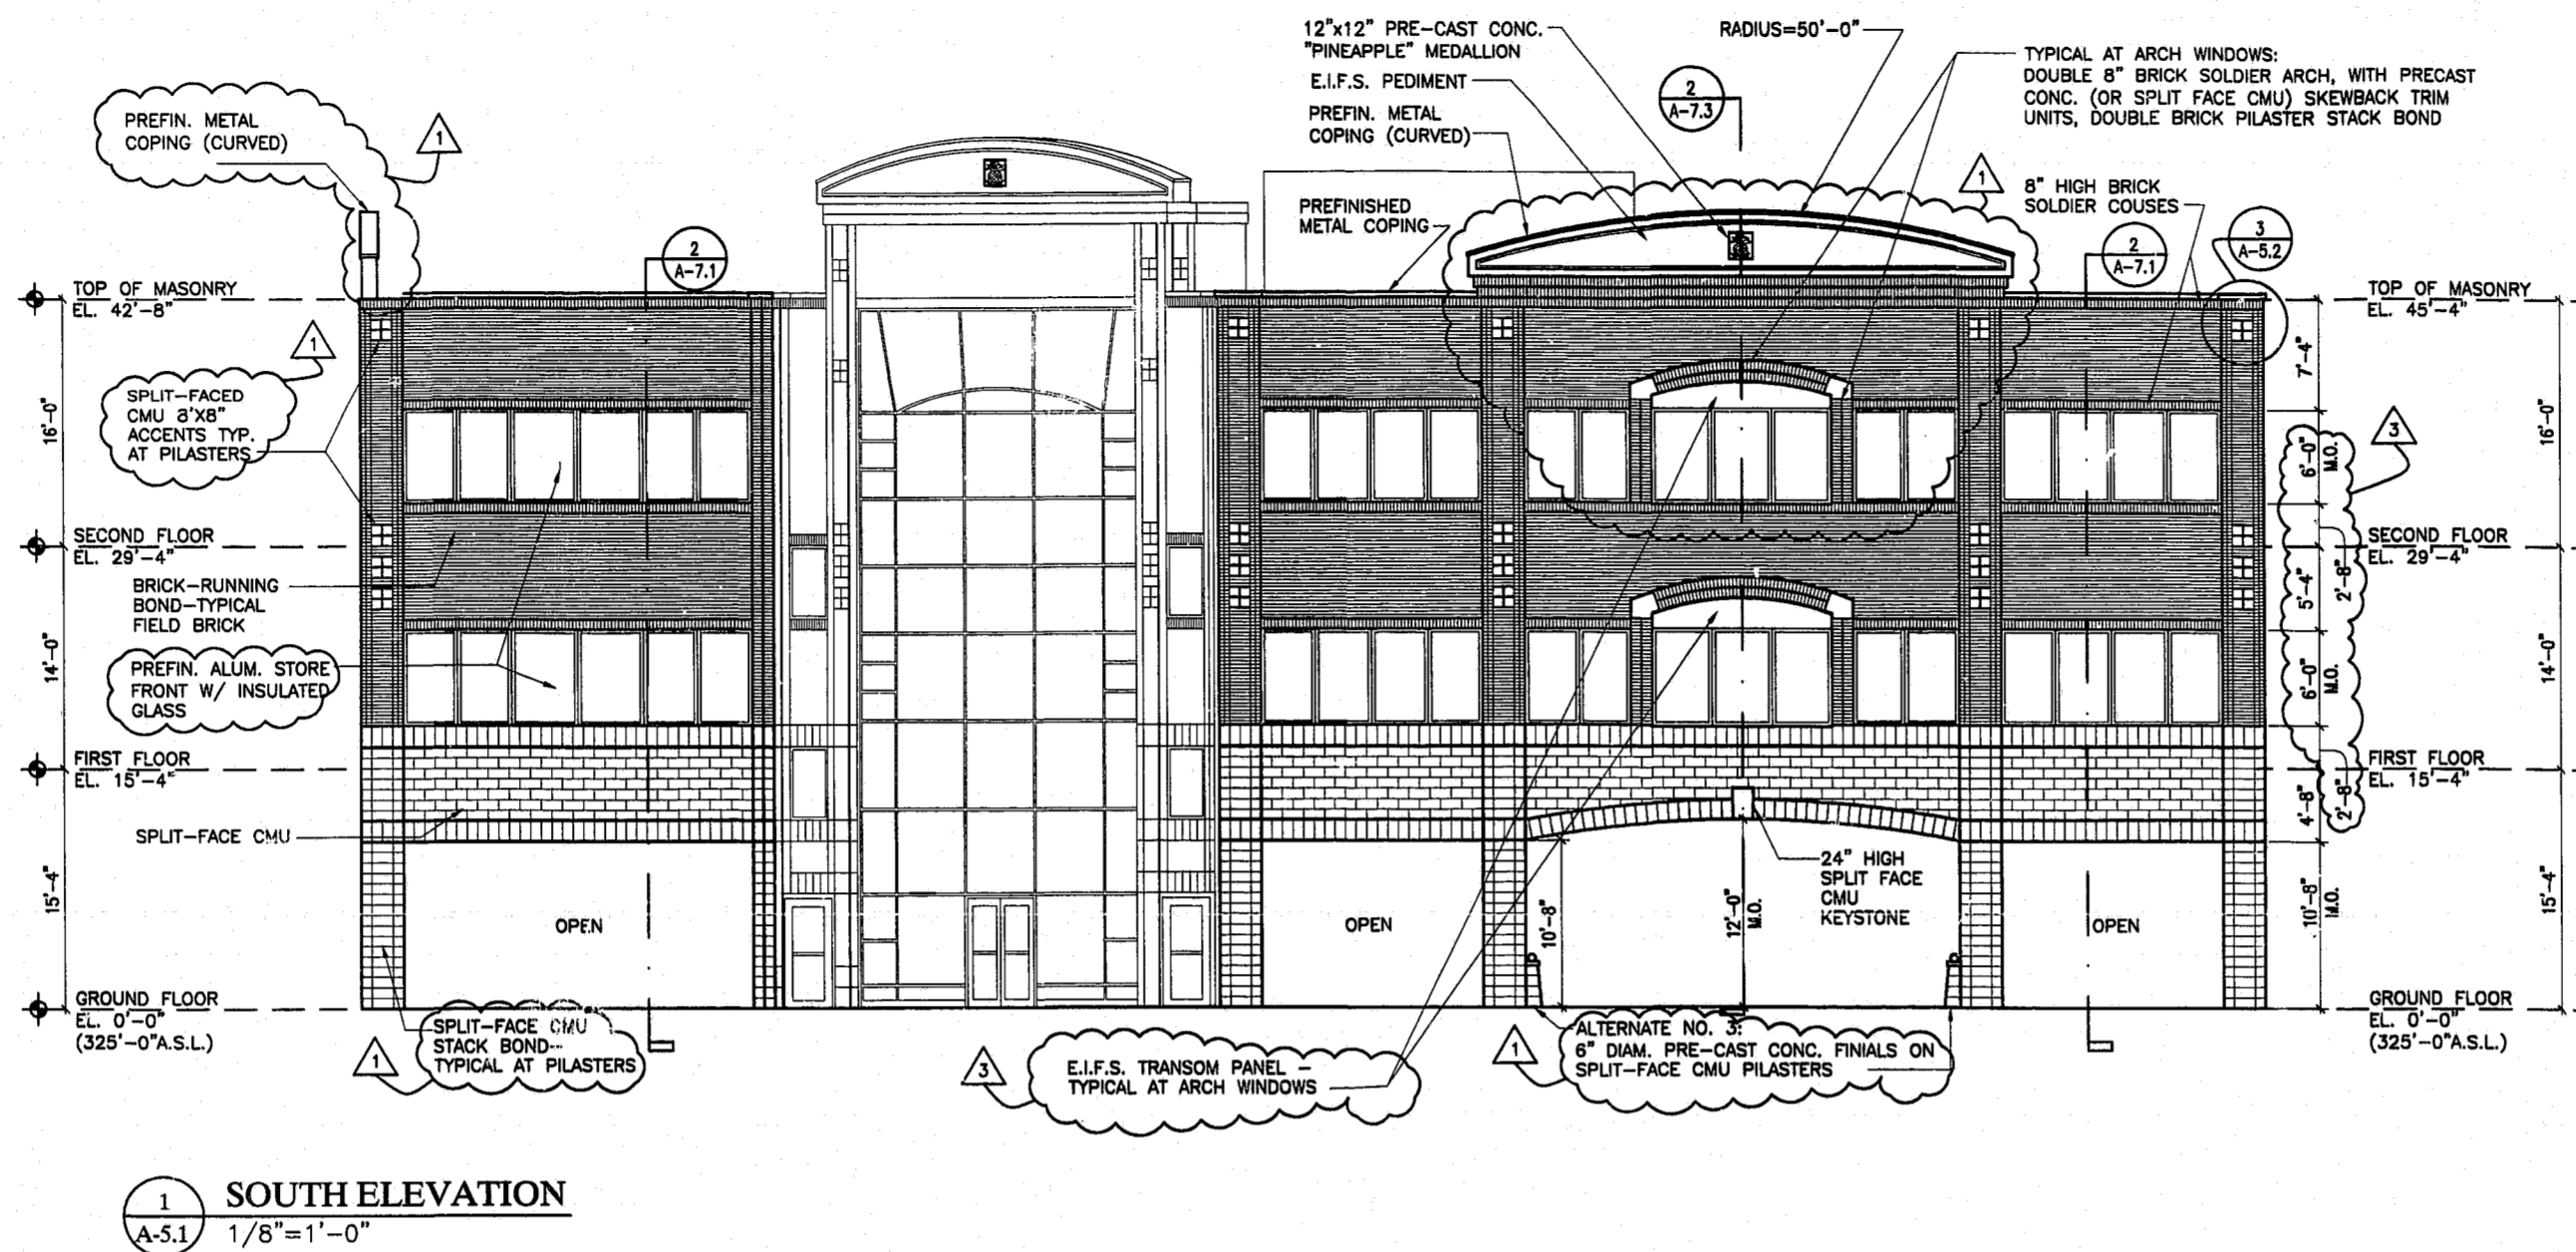 12"x12" PRE-CAST CONC.
"PINEAPPLE" MEDALLION
E.I.F.S. PEDIMENT
PREFIN. METAL
COPING (CURVED)
RADIUS=50'-0"
2
A-7.3
TYPICAL AT ARCH WINDOWS:
DOUBLE 8" BRICK SOLDIER ARCH, WITH PRECAST
CONC. (OR SPLIT FACE CMU) SKEWBACK TRIM
UNITS, DOUBLE BRICK PILASTER STACK BOND
PREFIN. METAL
COPING (CURVED)
1
1
8" HIGH BRICK
SOLDIER COUSES
PREFINISHED
METAL COPING
2
A-7.1
2
A-7.1
3
A-5.2
TOP OF MASONRY
EL. 42'-8"
TOP OF MASONRY
EL. 45'-4"
1
SPLIT-FACED
CMU 8'X8"
ACCENTS TYP.
AT PILASTERS
16'-0"
7'-4"
6'-0"
M.O.
3
16'-0"
SECOND FLOOR
EL. 29'-4"
SECOND FLOOR
EL. 29'-4"
BRICK-RUNNING
BOND-TYPICAL
FIELD BRICK
5'-4"
2'-8"
14'-0"
PREFIN. ALUM. STORE
FRONT W/ INSULATED
GLASS
6'-0"
M.O.
14'-0"
FIRST FLOOR
EL. 15'-4"
FIRST FLOOR
EL. 15'-4"
4'-8"
2'-8"
SPLIT-FACE CMU
24" HIGH
SPLIT FACE
CMU
KEYSTONE
15'-4"
OPEN
OPEN
10'-8"
12'-0"
M.O.
OPEN
10'-8"
M.O.
15'-4"
GROUND FLOOR
EL. 0'-0"
(325'-0"A.S.L.)
GROUND FLOOR
EL. 0'-0"
(325'-0"A.S.L.)
1
SPLIT-FACE CMU
STACK BOND--
TYPICAL AT PILASTERS
3
E.I.F.S. TRANSOM PANEL -
TYPICAL AT ARCH WINDOWS
1
ALTERNATE NO. 3:
6" DIAM. PRE-CAST CONC. FINIALS ON
SPLIT-FACE CMU PILASTERS
1
A-5.1
SOUTH ELEVATION
1/8"=1'-0"